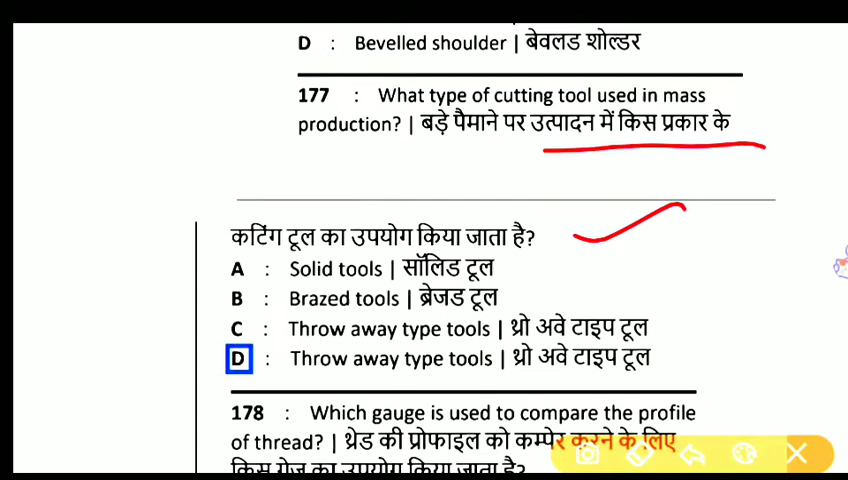 D : Bevelled shoulder | बेवलड शोल्डर
177 : What type of cutting tool used in mass
production? | बड़े पैमाने पर उत्पादन में किस प्रकार के
कटिंग टूल का उपयोग किया जाता है?
A : Solid tools | सॉलिड टूल
B : Brazed tools | ब्रेजड टूल
C : Throw away type tools | थ्रो अवे टाइप टूल
D : Throw away type tools | थ्रो अवे टाइप टूल
178 : Which gauge is used to compare the profile
of thread? | थ्रेड की प्रोफाइल को कम्पेर करने के लिए
किस गेज का उपयोग किया जाता है?